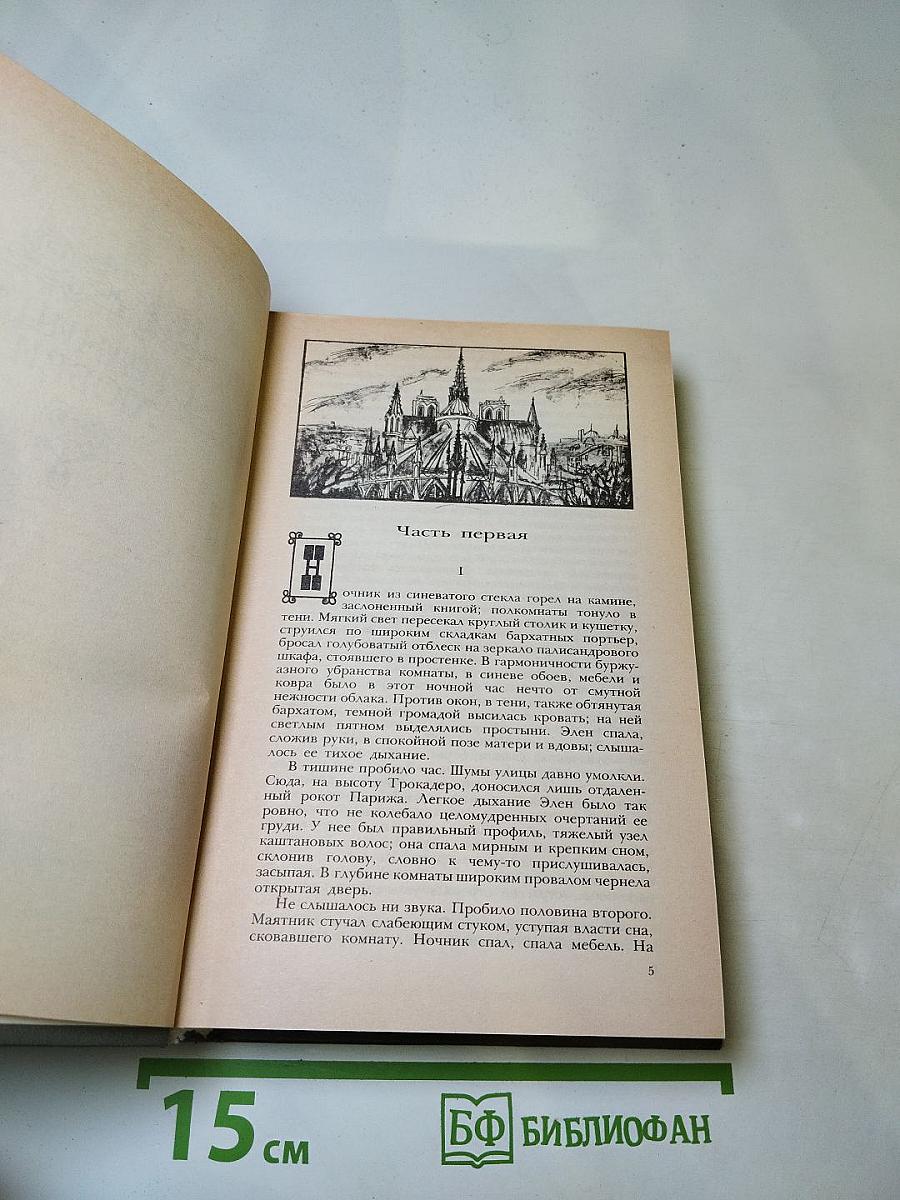 Часть первая
I
Ночник из синеватого стекла горел на камине,
заслоненный книгой; полкомнаты тонуло в
тени. Мягкий свет пересекал круглый столик и кушетку,
струился по широким складкам бархатных портьер,
бросал голубоватый отблеск на зеркало палисандрового
шкафа, стоявшего в простенке. В гармоничности буржу-
азного убранства комнаты, в синеве обоев, мебели и
ковра было в этот ночной час нечто от смутной
нежности облака. Против окон, в тени, также обтянутая
бархатом, темной громадой высилась кровать; на ней
светлым пятном выделялись простыни. Элен спала,
сложив руки, в спокойной позе матери и вдовы; слыша-
лось ее тихое дыхание.
В тишине пробило час. Шумы улицы давно умолкли.
Сюда, на высоту Трокадеро, доносился лишь отдален-
ный рокот Парижа. Легкое дыхание Элен было так
ровно, что не колебало целомудренных очертаний ее
груди. У нее был правильный профиль, тяжелый узел
каштановых волос; она спала мирным и крепким сном,
склонив голову, словно к чему-то прислушивалась,
засыпая. В глубине комнаты широким провалом чернела
открытая дверь.
Не слышалось ни звука. Пробило половина второго.
Маятник стучал слабеющим стуком, уступая власти сна,
сковавшего комнату. Ночник спал, спала мебель. На
5
15 см
БФ БИБЛИОФАН